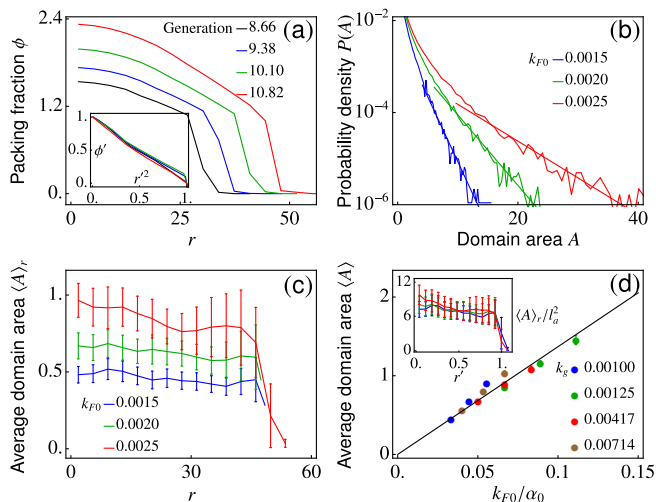 (a)
Generation
8.66
9.38
10.10
10.82
Packing fraction ϕ
2.4
1.2
0.
0.
25
50
r
1.
0.5
0.
ϕ′
0.
0.5
1.
r′²
(b)
k_F0
0.0015
0.0020
0.0025
Probability density P(A)
10⁻²
10⁻⁴
10⁻⁶
0
20
40
Domain area A
(c)
Average domain area ⟨A⟩_r
1.
0.5
0.
0
30
60
r
k_F0
0.0015
0.0020
0.0025
(d)
Average domain area ⟨A⟩
2
1
0
0.
0.05
0.10
0.15
k_F0/α_0
k_g
0.00100
0.00125
0.00417
0.00714
12
6
0
⟨A⟩_r/l_a²
0.
0.5
1.
r′